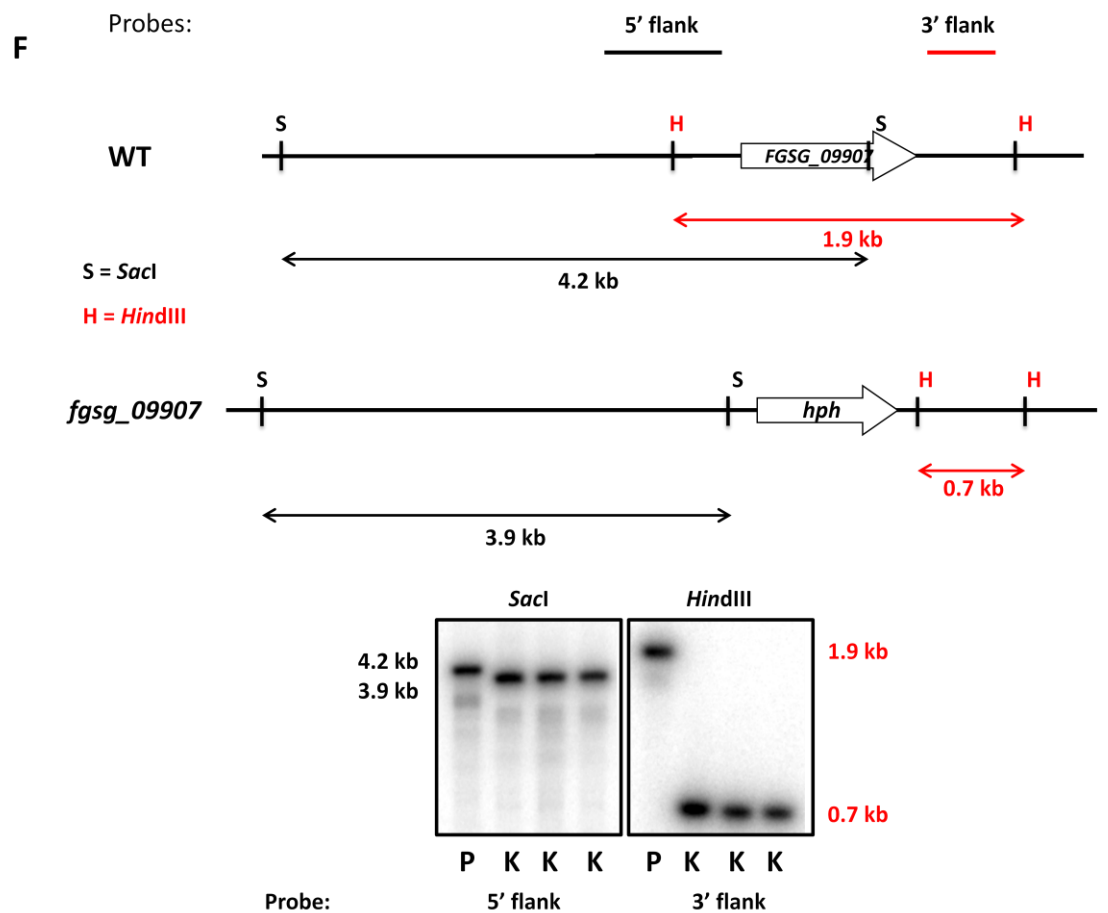 F
Probes: 5’ flank 3’ flank
S H S H
WT FGSG_09907
1.9 kb
4.2 kb
S = SacI
H = HindIII
S S H H
fgsg_09907 hph
0.7 kb
3.9 kb
SacI HindIII
4.2 kb 1.9 kb
3.9 kb
0.7 kb
P K K K P K K K
Probe: 5’ flank 3’ flank